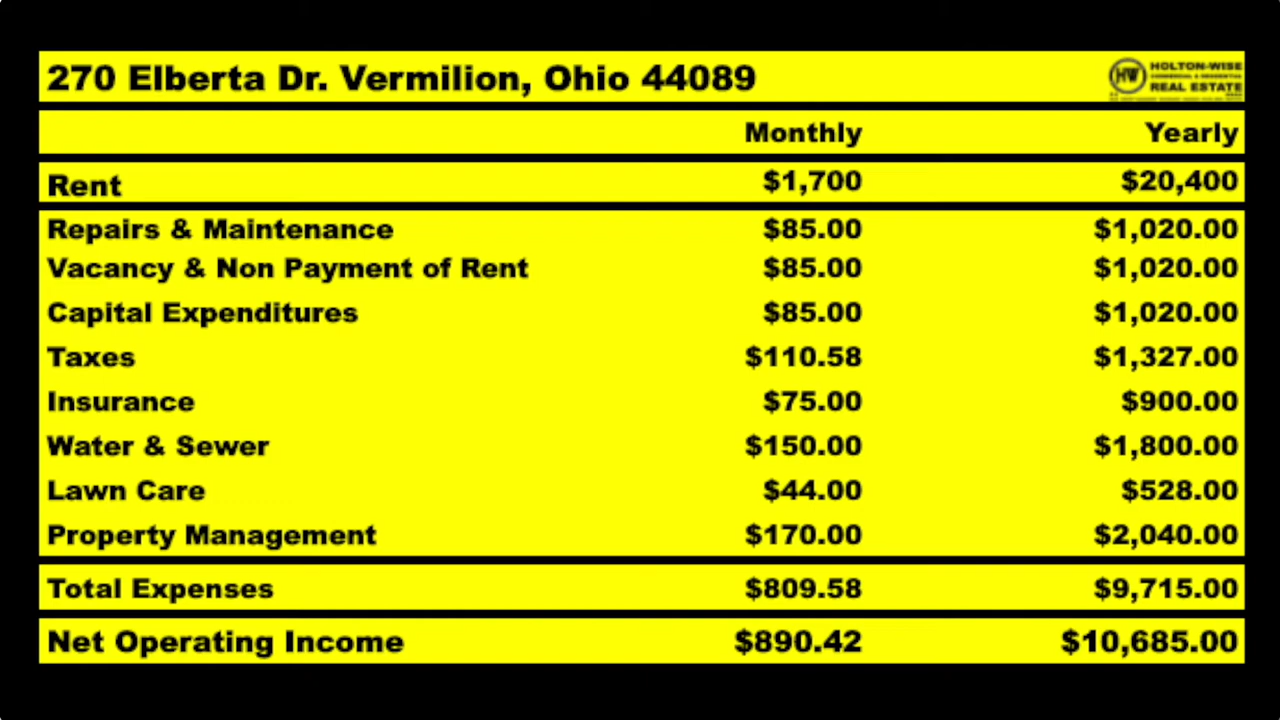 270 Elberta Dr. Vermilion, Ohio 44089
HW
HOLTON-WISE
COMMERCIAL & RESIDENTIAL
REAL ESTATE
Monthly Yearly
Rent $1,700 $20,400
Repairs & Maintenance $85.00 $1,020.00
Vacancy & Non Payment of Rent $85.00 $1,020.00
Capital Expenditures $85.00 $1,020.00
Taxes $110.58 $1,327.00
Insurance $75.00 $900.00
Water & Sewer $150.00 $1,800.00
Lawn Care $44.00 $528.00
Property Management $170.00 $2,040.00
Total Expenses $809.58 $9,715.00
Net Operating Income $890.42 $10,685.00